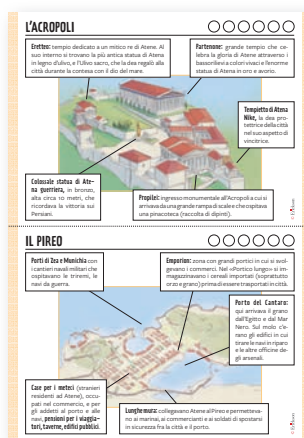 L'ACROPOLI
Eretteo: tempio dedicato a un mitico re di Atene. Al
suo interno si trovano la più antica statua di Atena
in legno d'ulivo, e l'ulivo sacro, che la dea regalò alla
città durante la contesa con il dio del mare.
Partenone: grande tempio che ce-
lebra la gloria di Atene attraverso i
bassorilievi a colori vivaci e l'enorme
statua di Atena in oro e avorio.
Tempietto di Atena
Nike, la dea pro-
tettrice della città
nel suo aspetto di
vincitrice.
Colossale statua di Ate-
na guerriera, in bronzo,
alta circa 10 metri, che
ricordava la vittoria sui
Persiani.
Propilei: ingresso monumentale all'Acropoli a cui si
arrivava da una grande rampa di scale e che ospitava
una pinacoteca (raccolta di dipinti).
IL PIREO
Porti di Zea e Munichia con
i cantieri navali militari che
ospitavano le triremi, le
navi da guerra.
Emporion: zona con grandi portici in cui si svol-
gevano i commerci. Nel «Portico lungo» si im-
magazzinavano i cereali importati (soprattutto
orzo e grano) prima di essere trasportati in città.
Porto del Cantaro:
qui arrivava il grano
dall'Egitto e dal Mar
Nero. Sul molo c'e-
rano gli edifici in cui
tirare le navi in riparo
e le altre officine de-
gli arsenali.
Case per i meteci (stranieri
residenti ad Atene), occu-
pati nel commercio, e per
gli addetti al porto e alle
navi, pensioni per i viaggia-
tori, taverne, edifici pubblici.
Lunghe mura: collegavano Atene al Pireo e permetteva-
no ai marinai, ai commercianti e ai soldati di spostarsi
in sicurezza fra la città e il porto.